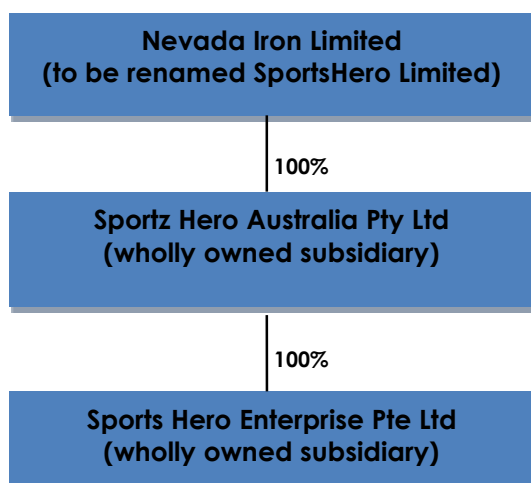 Nevada Iron Limited
(to be renamed SportsHero Limited)
100%
Sportz Hero Australia Pty Ltd
(wholly owned subsidiary)
100%
Sports Hero Enterprise Pte Ltd
(wholly owned subsidiary)